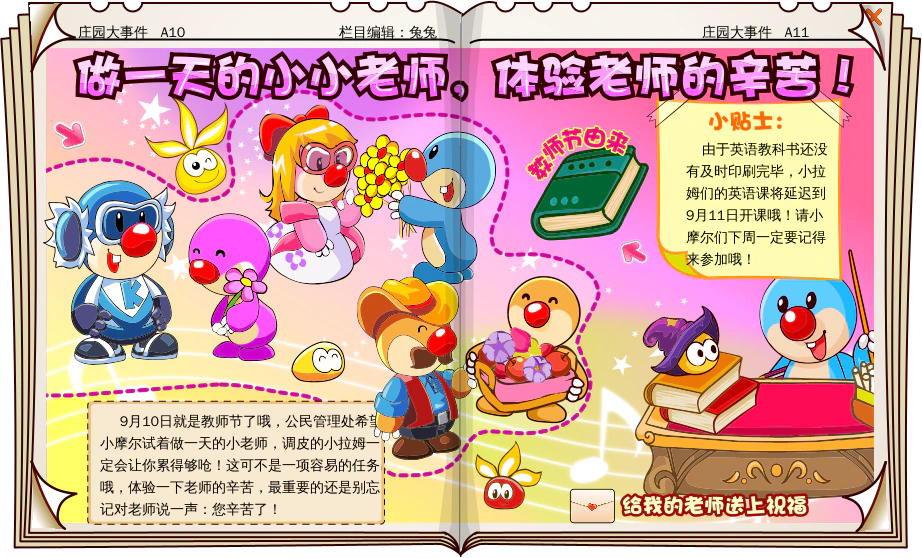 庄园大事件 A10
栏目编辑：兔兔
庄园大事件 A11
做一天的小小老师，体验老师的辛苦！
教师节由来
小贴士：
由于英语教科书还没
有及时印刷完毕，小拉
姆们的英语课将延迟到
9月11日开课哦！请小
摩尔们下周一定要记得
来参加哦！
9月10日就是教师节了哦，公民管理处希望
小摩尔试着做一天的小老师，调皮的小拉姆一
定会让你累得够呛！这可不是一项容易的任务
哦，体验一下老师的辛苦，最重要的还是别忘
记对老师说一声：您辛苦了！
给我的老师送上祝福